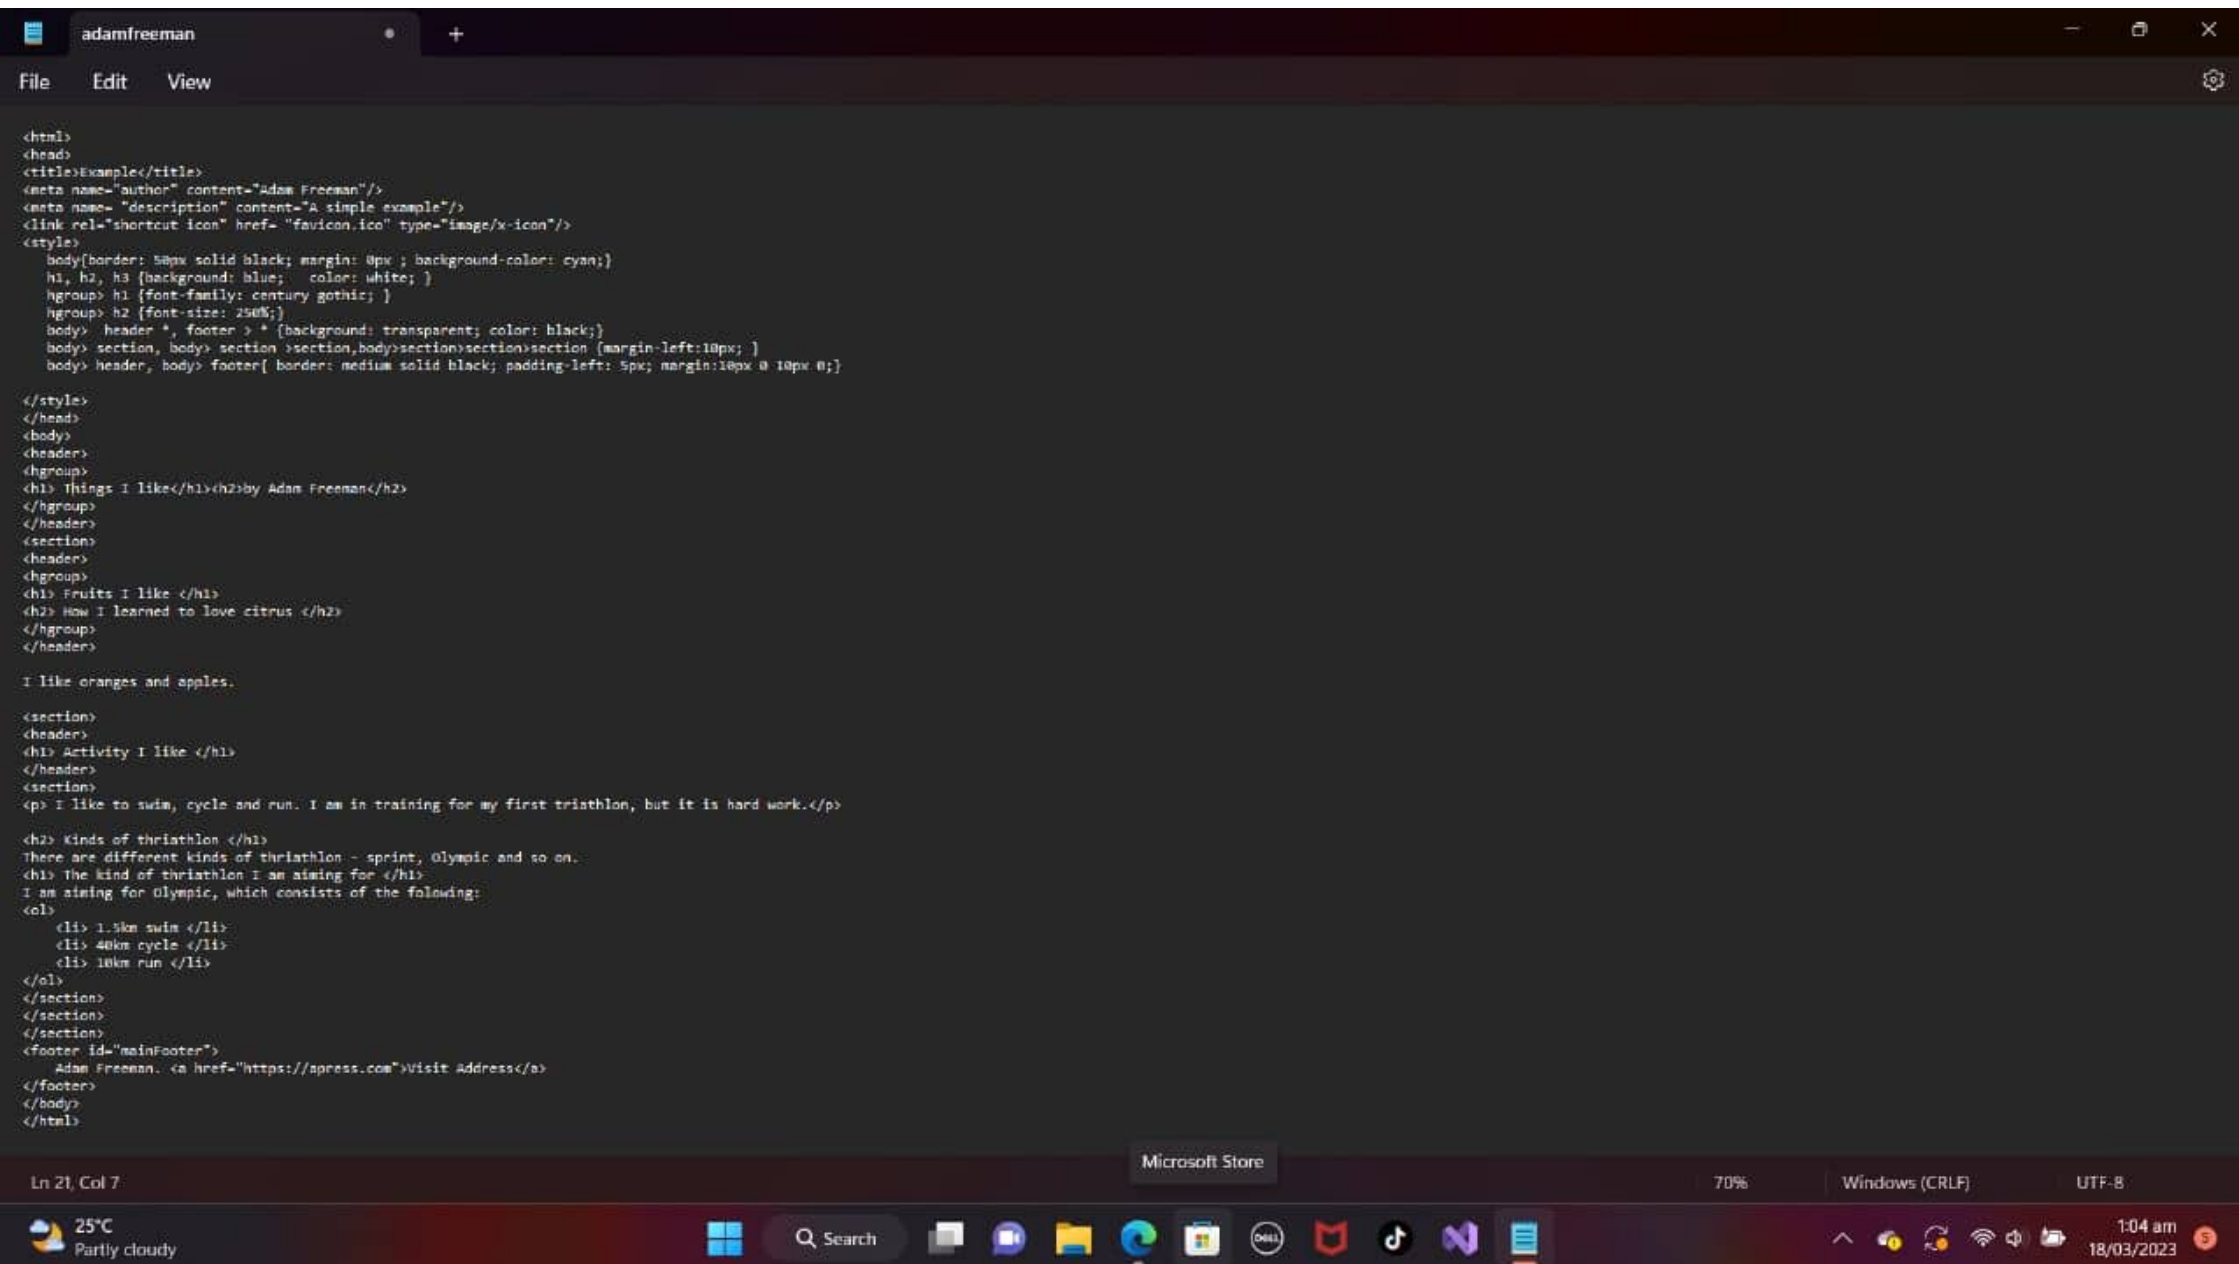 adamfreeman
File Edit View
<html>
<head>
<title>Example</title>
<meta name="author" content="Adam Freeman"/>
<meta name= "description" content="A simple example"/>
<link rel="shortcut icon" href= "favicon.ico" type="image/x-icon"/>
<style>
body{border: 50px solid black; margin: 0px ; background-color: cyan;}
h1, h2, h3 {background: blue; color: white; }
hgroup> h1 {font-family: century gothic; }
hgroup> h2 {font-size: 250%;}
body> header *, footer > * {background: transparent; color: black;}
body> section, body> section >section,body>section>section>section {margin-left:10px; }
body> header, body> footer{ border: medium solid black; padding-left: 5px; margin:10px 0 10px 0;}
</style>
</head>
<body>
<header>
<hgroup>
<h1> Things I like</h1><h2>by Adam Freeman</h2>
</hgroup>
</header>
<section>
<header>
<hgroup>
<h1> Fruits I like </h1>
<h2> How I learned to love citrus </h2>
</hgroup>
</header>
I like oranges and apples.
<section>
<header>
<h1> Activity I like </h1>
</header>
<section>
<p> I like to swim, cycle and run. I am in training for my first triathlon, but it is hard work.</p>
<h2> Kinds of thriathlon </h1>
There are different kinds of thriathlon - sprint, Olympic and so on.
<h1> The kind of thriathlon I am aiming for </h1>
I am aiming for Olympic, which consists of the folowing:
<ol>
<li> 1.5km swim </li>
<li> 40km cycle </li>
<li> 10km run </li>
</ol>
</section>
</section>
</section>
<footer id="mainFooter">
Adam Freeman. <a href="https://apress.com">Visit Address</a>
</footer>
</body>
</html>
Microsoft Store
Ln 21, Col 7 70% Windows (CRLF) UTF-8
25°C
Partly cloudy
Search
DELL
1:04 am
18/03/2023
S